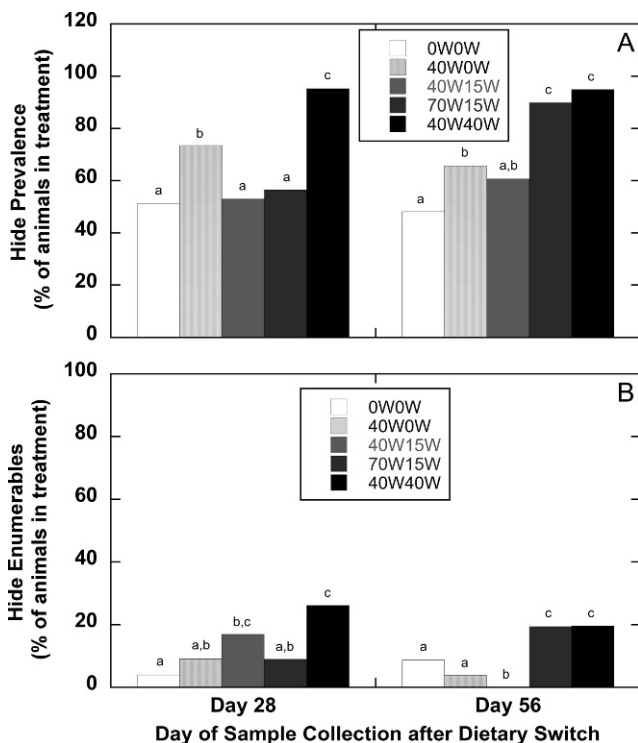 A
120
100
80
60
40
20
0
Hide Prevalence
(% of animals in treatment)
0W0W
40W0W
40W15W
70W15W
40W40W
a
b
a
a
c
a
b
a,b
c
c
B
100
80
60
40
20
0
Hide Enumerables
(% of animals in treatment)
0W0W
40W0W
40W15W
70W15W
40W40W
a
a,b
b,c
a,b
c
a
a
b
c
c
Day 28
Day 56
Day of Sample Collection after Dietary Switch